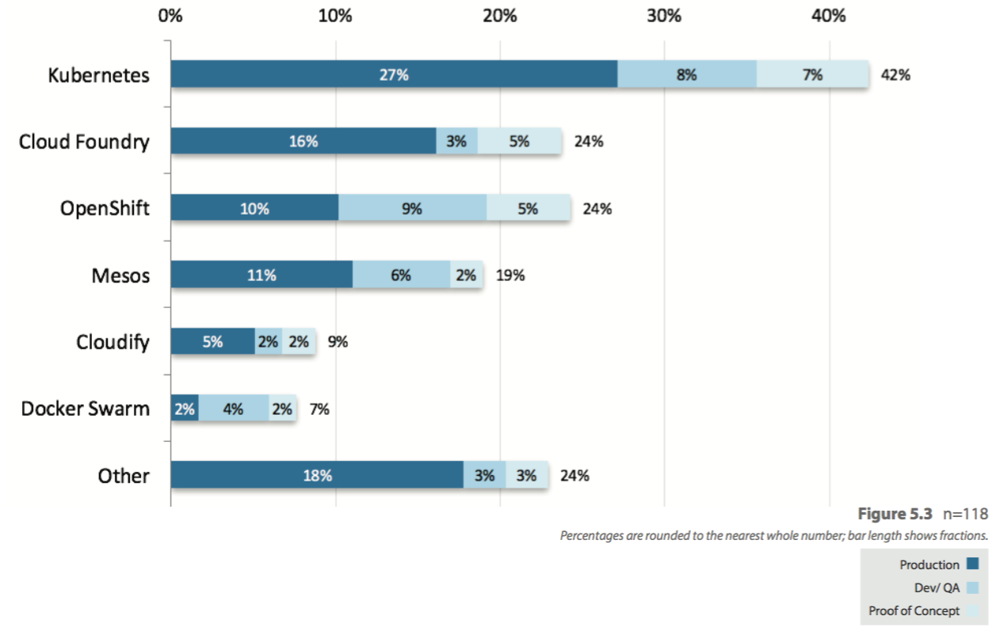 0% 10% 20% 30% 40%
Kubernetes 27% 8% 7% 42%
Cloud Foundry 16% 3% 5% 24%
OpenShift 10% 9% 5% 24%
Mesos 11% 6% 2% 19%
Cloudify 5% 2% 2% 9%
Docker Swarm 2% 4% 2% 7%
Other 18% 3% 3% 24%
Figure 5.3 n=118
Percentages are rounded to the nearest whole number; bar length shows fractions.
Production
Dev/ QA
Proof of Concept